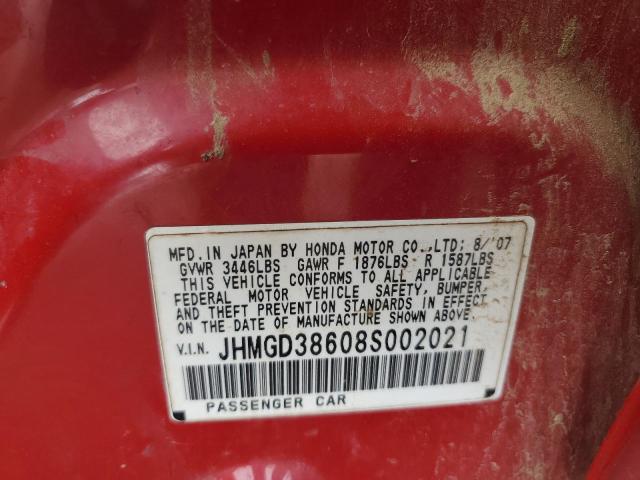 MFD. IN JAPAN BY HONDA MOTOR CO.,LTD; 8/'07
GVWR 3446LBS GAWR F 1876LBS R 1587LBS
THIS VEHICLE CONFORMS TO ALL APPLICABLE
FEDERAL MOTOR VEHICLE SAFETY, BUMPER,
AND THEFT PREVENTION STANDARDS IN EFFECT
ON THE DATE OF MANUFACTURE SHOWN ABOVE.
V.I.N. JHMGD38608S002021
PASSENGER CAR